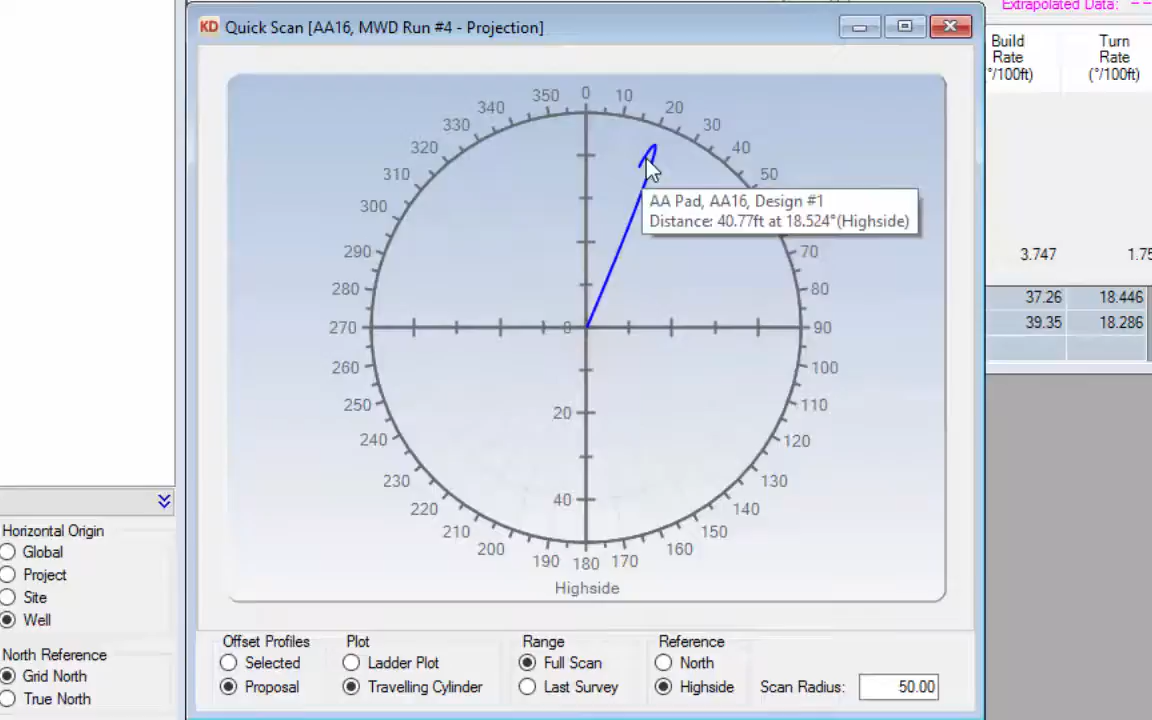 Extrapolated Data:
KD Quick Scan [AA16, MWD Run #4 - Projection]
Build
Rate
(°/100ft)
Turn
Rate
(°/100ft)
340 350 0 10 20
330 30
320 40
310 50
300
290 70
280 80
270 0 90
260 100
250 110
240 20 120
230 130
220 40 140
210 150
200 190 180 170 160
Highside
AA Pad, AA16, Design #1
Distance: 40.77ft at 18.524°(Highside)
3.747 1.75
37.26 18.446
39.35 18.286
Horizontal Origin
Global
Project
Site
Well
North Reference
Grid North
True North
Offset Profiles
Selected
Proposal
Plot
Ladder Plot
Travelling Cylinder
Range
Full Scan
Last Survey
Reference
North
Highside
Scan Radius: 50.00